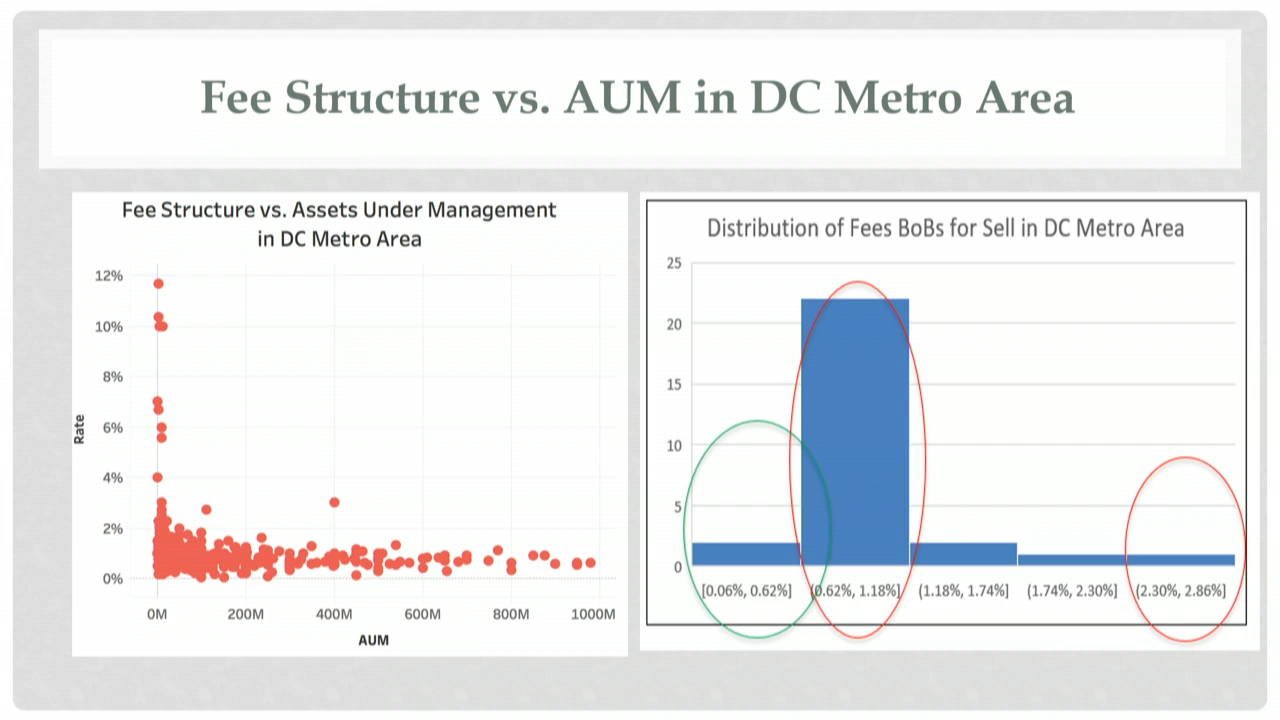 Fee Structure vs. AUM in DC Metro Area
Fee Structure vs. Assets Under Management
in DC Metro Area
12%
10%
8%
6%
4%
2%
0%
Rate
0M 200M 400M 600M 800M 1000M
AUM
Distribution of Fees BoBs for Sell in DC Metro Area
25
20
15
10
5
0
[0.06%, 0.62%] (0.62%, 1.18%] (1.18%, 1.74%] (1.74%, 2.30%] (2.30%, 2.86%]